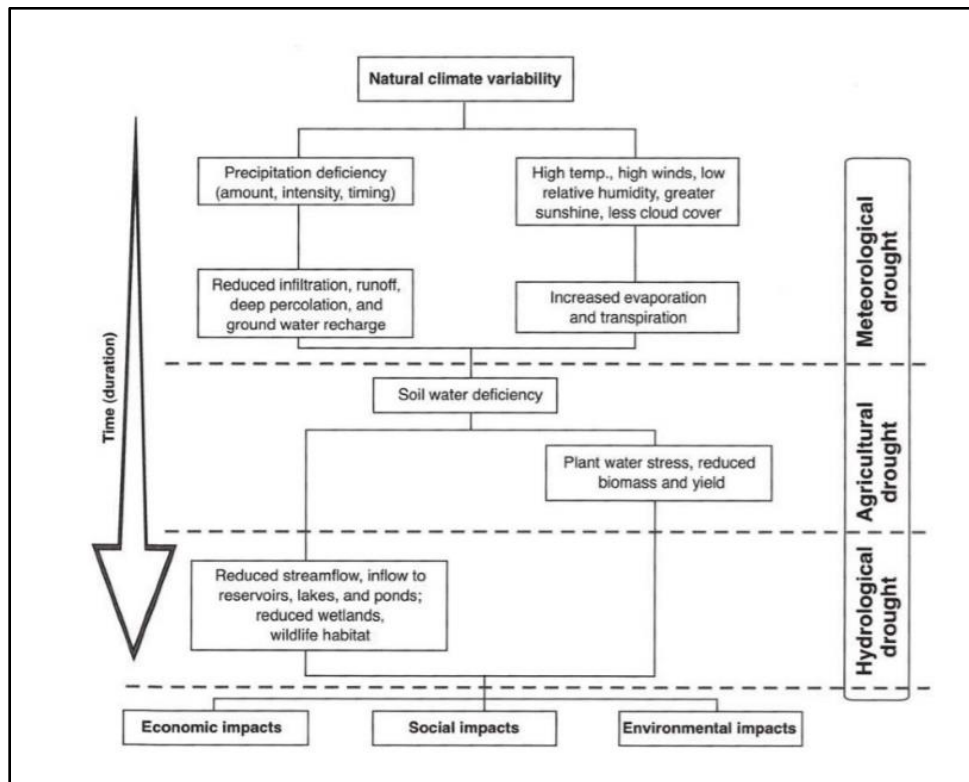 Natural climate variability
Precipitation deficiency
(amount, intensity, timing)
High temp., high winds, low
relative humidity, greater
sunshine, less cloud cover
Reduced infiltration, runoff,
deep percolation, and
ground water recharge
Increased evaporation
and transpiration
Meteorological
drought
Time (duration)
Soil water deficiency
Plant water stress, reduced
biomass and yield
Agricultural
drought
Reduced streamflow, inflow to
reservoirs, lakes, and ponds;
reduced wetlands,
wildlife habitat
Hydrological
drought
Economic impacts
Social impacts
Environmental impacts